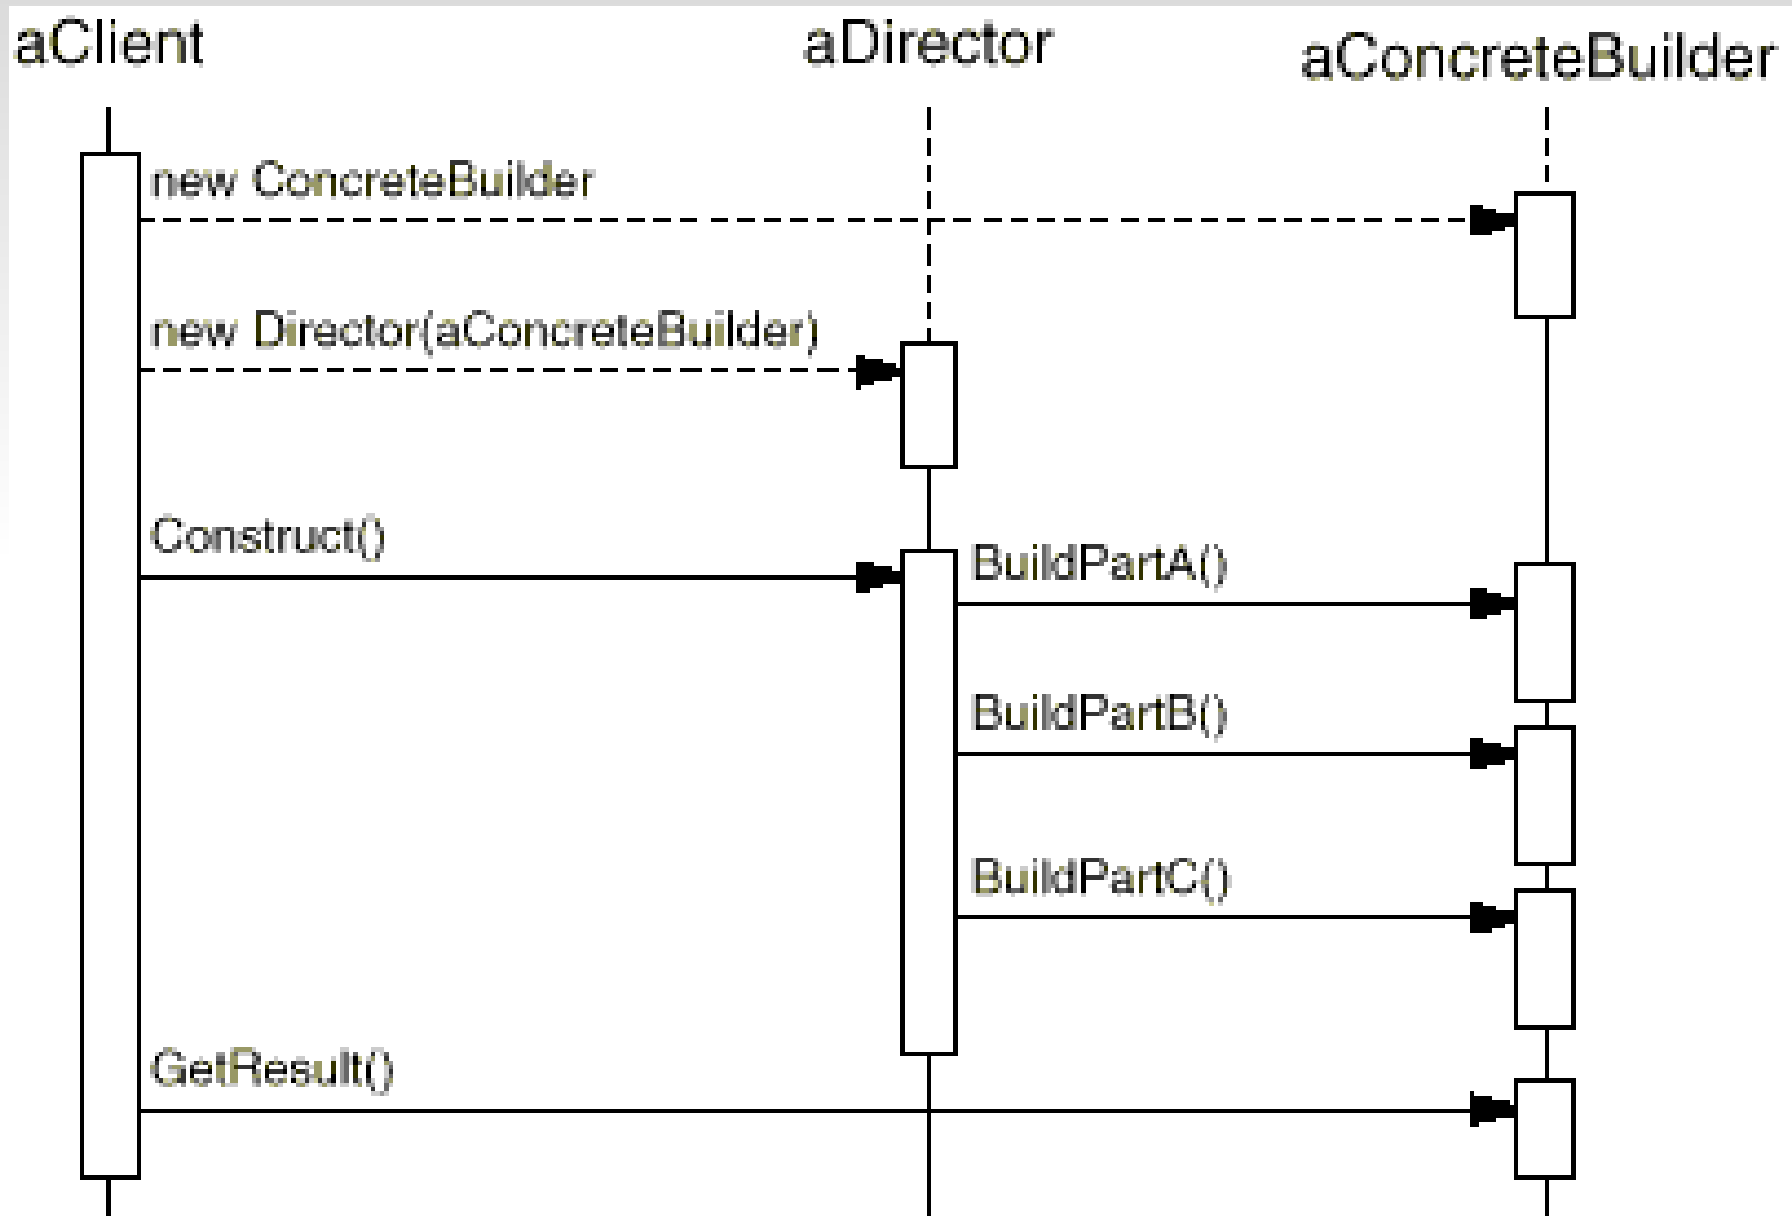 aClient
aDirector
aConcreteBuilder
new ConcreteBuilder
new Director(aConcreteBuilder)
Construct()
BuildPartA()
BuildPartB()
BuildPartC()
GetResult()